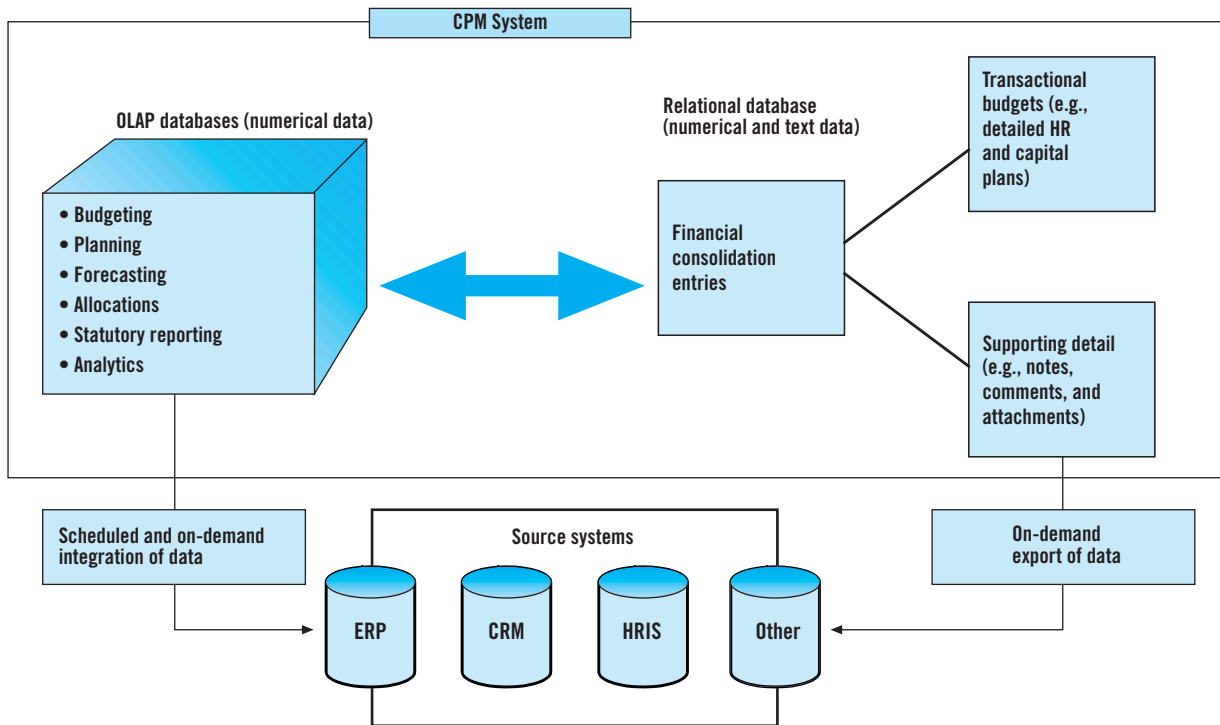 CPM System
OLAP databases (numerical data)
• Budgeting
• Planning
• Forecasting
• Allocations
• Statutory reporting
• Analytics
Relational database
(numerical and text data)
Financial
consolidation
entries
Transactional
budgets (e.g.,
detailed HR
and capital
plans)
Supporting detail
(e.g., notes,
comments, and
attachments)
Scheduled and on-demand
integration of data
Source systems
ERP
CRM
HRIS
Other
On-demand
export of data